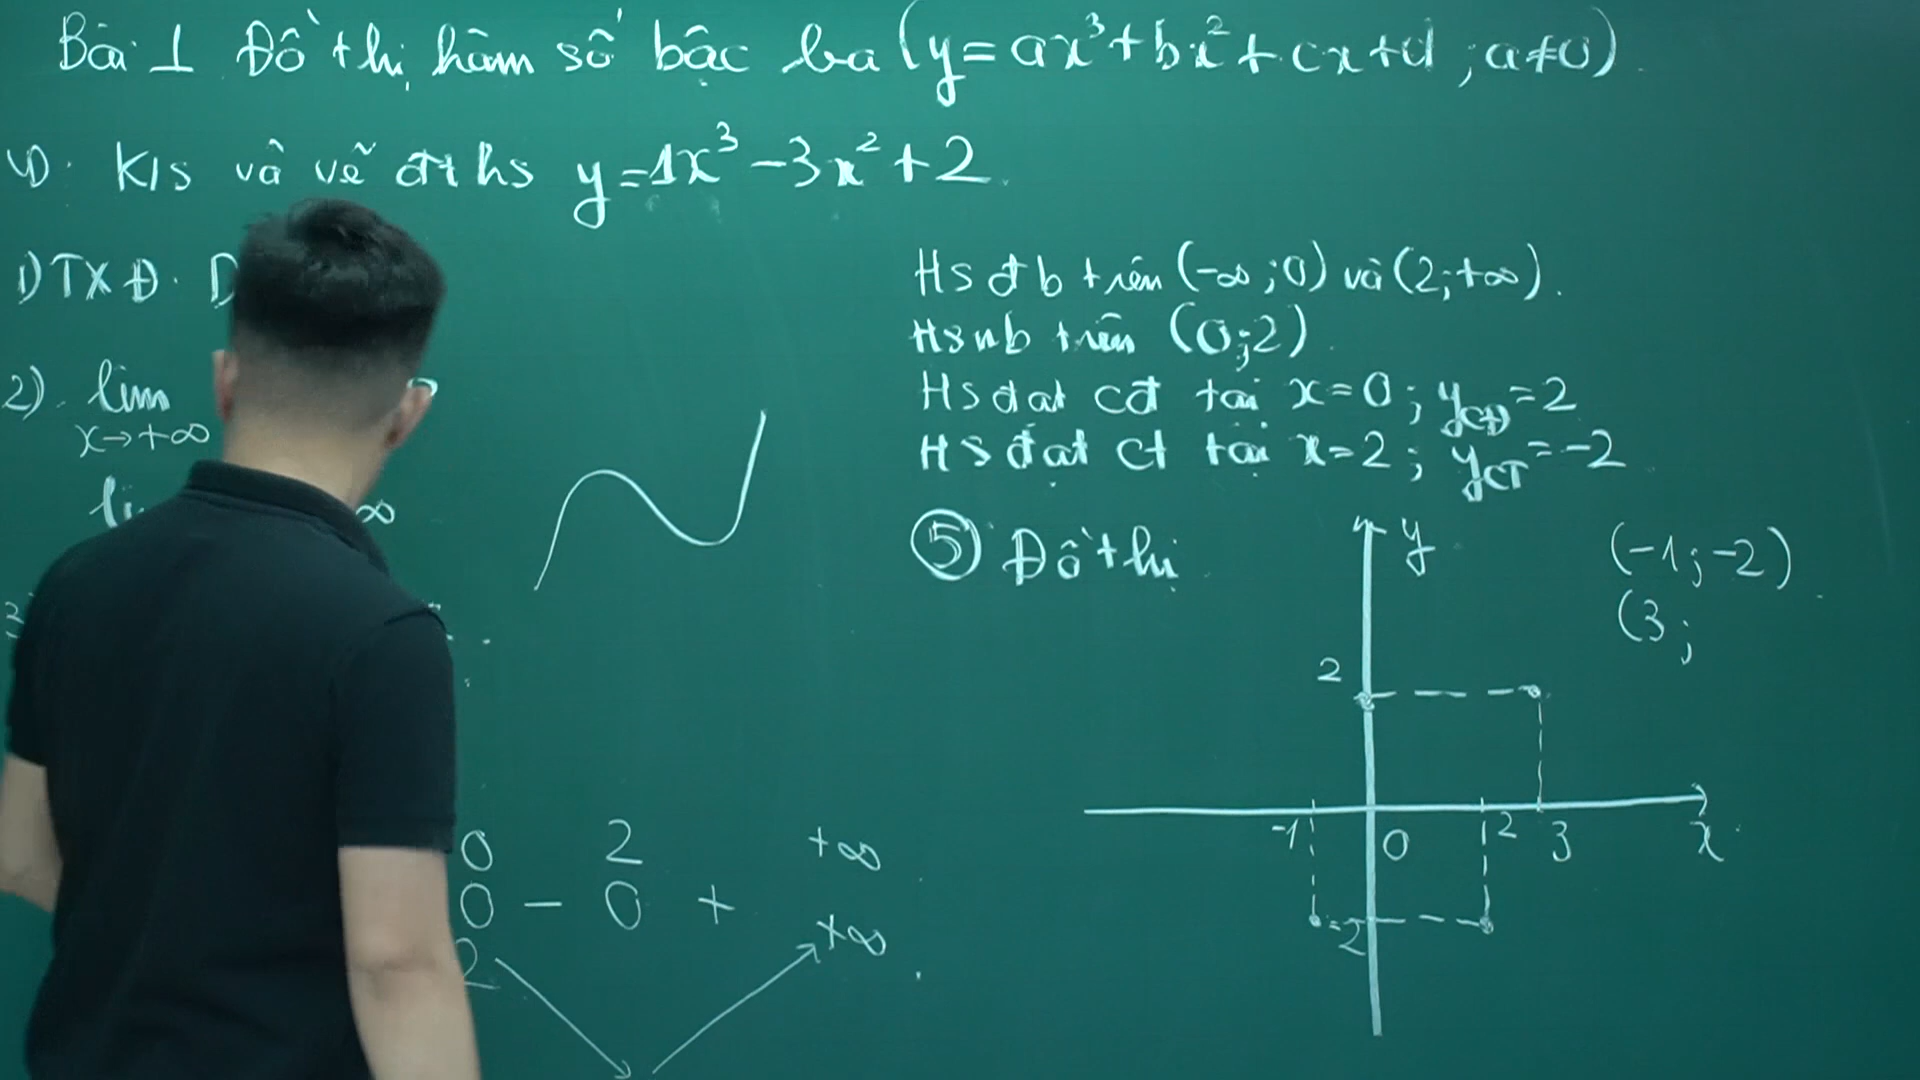 Bài 1 Đồ thị hàm số bậc ba (y=ax³+bx²+cx+d ; a≠0).
KIS và vẽ đths y=1x³-3x²+2
1) TXĐ. D
Hs đb trên (-∞;0) và (2;+∞).
Hs nb trên (0;2).
2). lim
x→+∞
Hs đạt cđ tại x=0 ; yCĐ=2
Hs đạt ct tại x=2 ; yCT=-2
∞
⑤ Đồ thị
y
(-1;-2)
(3;
2
-1 0 2 3 x
-2
0 2 +∞
0 - 0 +
2 +∞